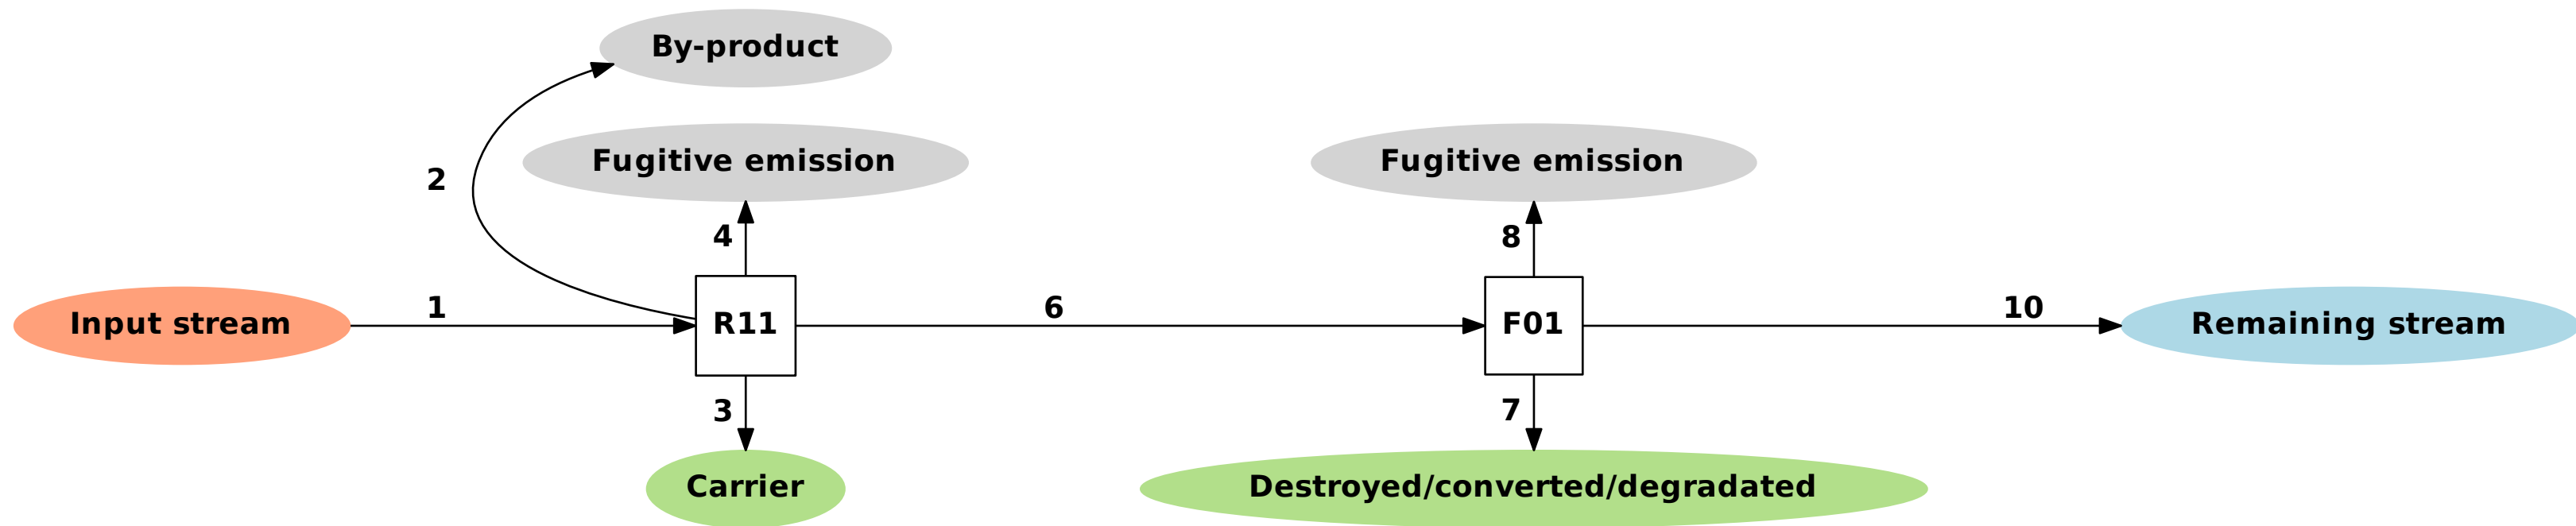 By-product
2
Fugitive emission
Fugitive emission
4
8
Input stream
1
R11
6
F01
10
Remaining stream
3
7
Carrier
Destroyed/converted/degradated